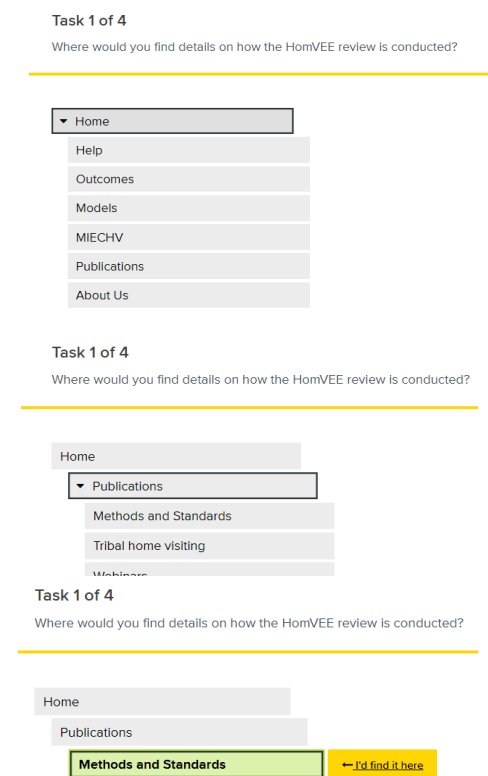 Task 1 of 4
Where would you find details on how the HomVEE review is conducted?
Home
Help
Outcomes
Models
MIECHV
Publications
About Us
Task 1 of 4
Where would you find details on how the HomVEE review is conducted?
Home
Publications
Methods and Standards
Tribal home visiting
Webinars
Task 1 of 4
Where would you find details on how the HomVEE review is conducted?
Home
Publications
Methods and Standards I'd find it here